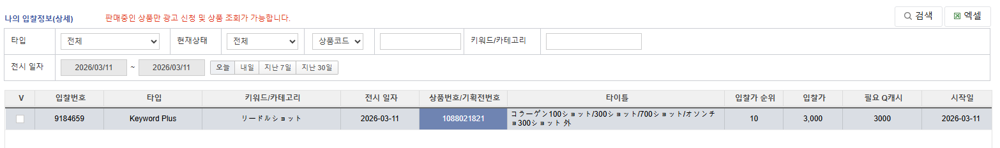 나의 입찰정보(상세) 판매중인 상품만 광고 신청 및 상품 조회가 가능합니다. 검색 엑셀
타입 전체 현재상태 전체 상품코드 키워드/카테고리
전시 일자 2026/03/11 ~ 2026/03/11 오늘 내일 지난 7일 지난 30일
V 입찰번호 타입 키워드/카테고리 전시 일자 상품번호/기획전번호 타이틀 입찰가 순위 입찰가 필요 Q캐시 시작일
9184659 Keyword Plus リードルショット 2026-03-11 1088021821 コラーゲン100ショット/300ショット/700ショット/オソンチ 10 3,000 3000 2026-03-11
ョ300ショット 外